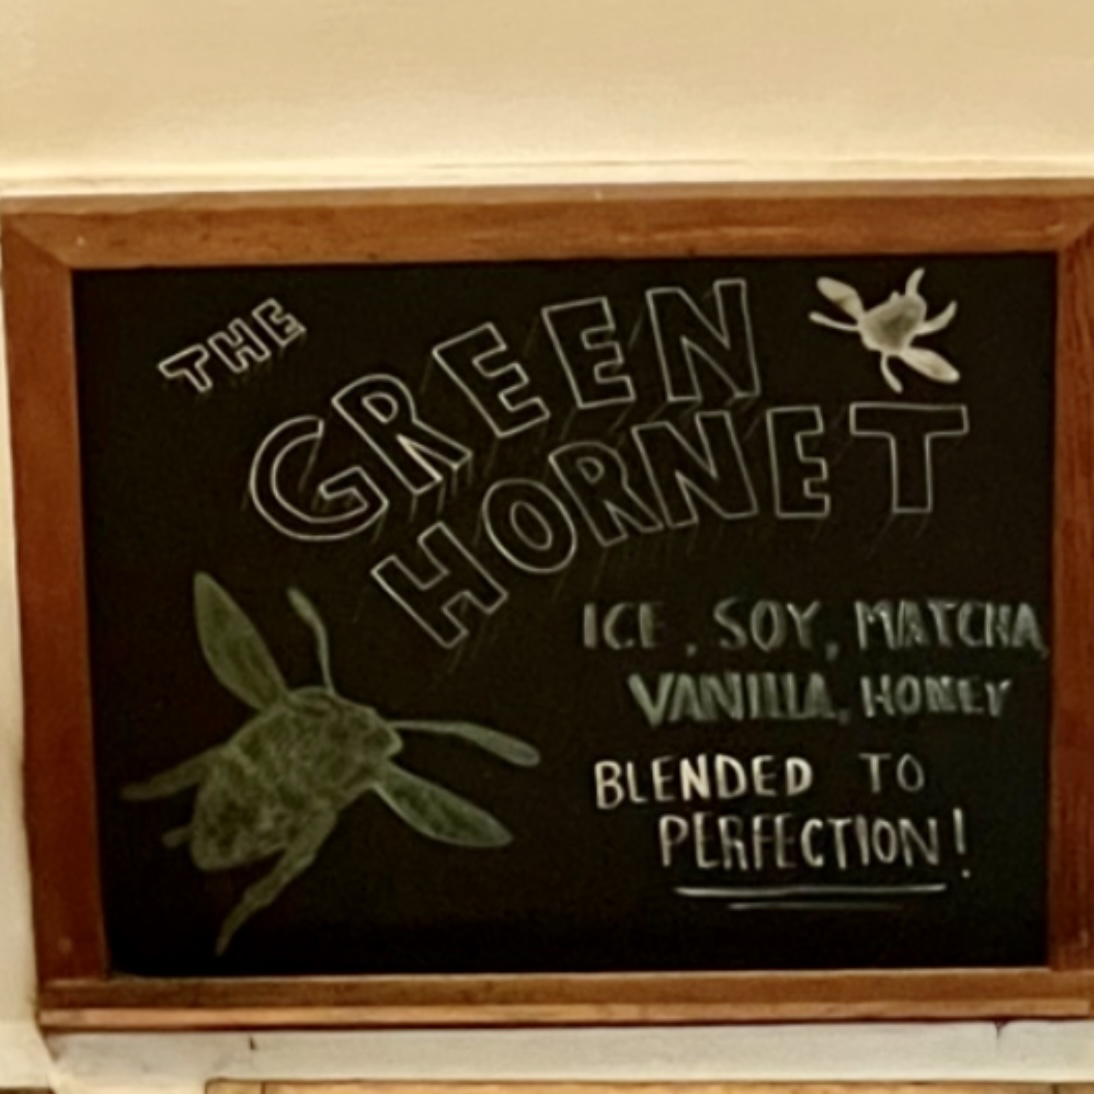 THE
GREEN
HORNET
ICE, SOY, MATCHA
VANILLA, HONEY
BLENDED TO
PERFECTION!